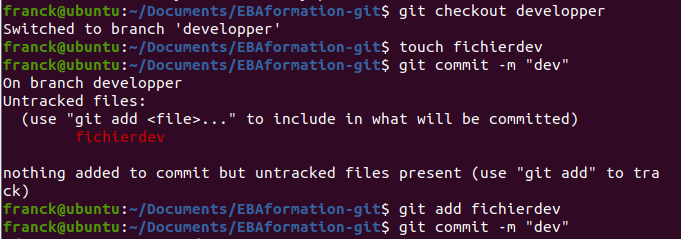 franck@ubuntu:~/Documents/EBAformation-git$ git checkout developper
Switched to branch 'developper'
franck@ubuntu:~/Documents/EBAformation-git$ touch fichierdev
franck@ubuntu:~/Documents/EBAformation-git$ git commit -m "dev"
On branch developper
Untracked files:
  (use "git add <file>..." to include in what will be committed)
        fichierdev

nothing added to commit but untracked files present (use "git add" to tra
ck)
franck@ubuntu:~/Documents/EBAformation-git$ git add fichierdev
franck@ubuntu:~/Documents/EBAformation-git$ git commit -m "dev"